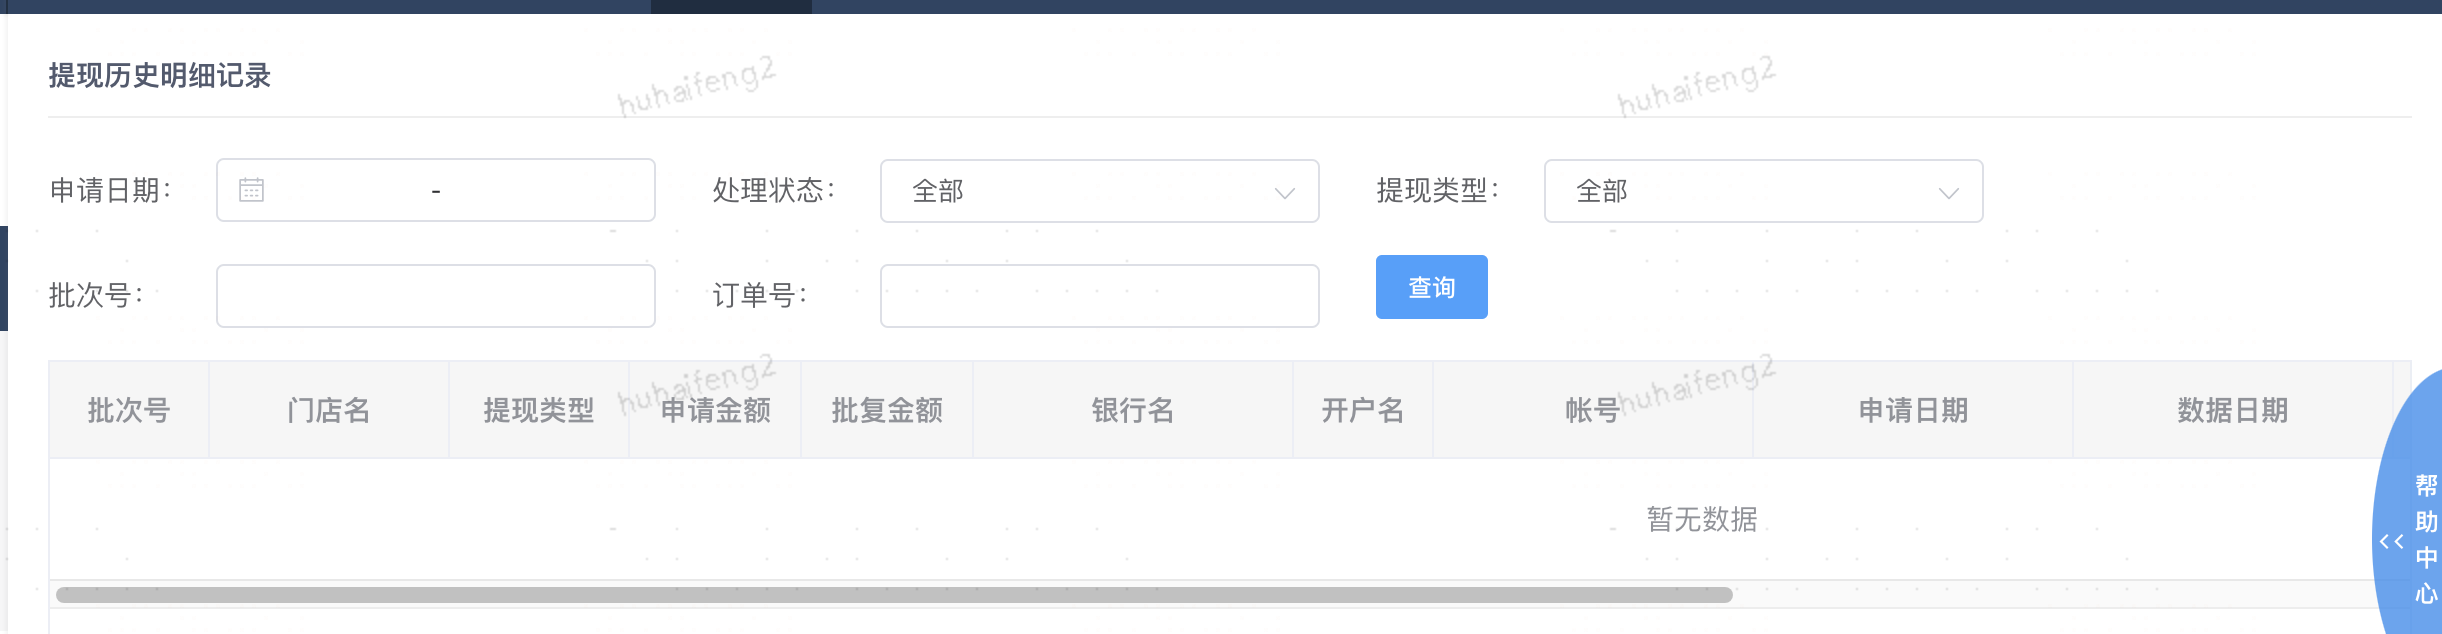 提现历史明细记录
huhaifeng2 huhaifeng2
申请日期： - 处理状态： 全部 提现类型： 全部
批次号： 订单号： 查询
huhaifeng2 huhaifeng2
批次号 门店名 提现类型 申请金额 批复金额 银行名 开户名 帐号 申请日期 数据日期
暂无数据
<<
帮助中心